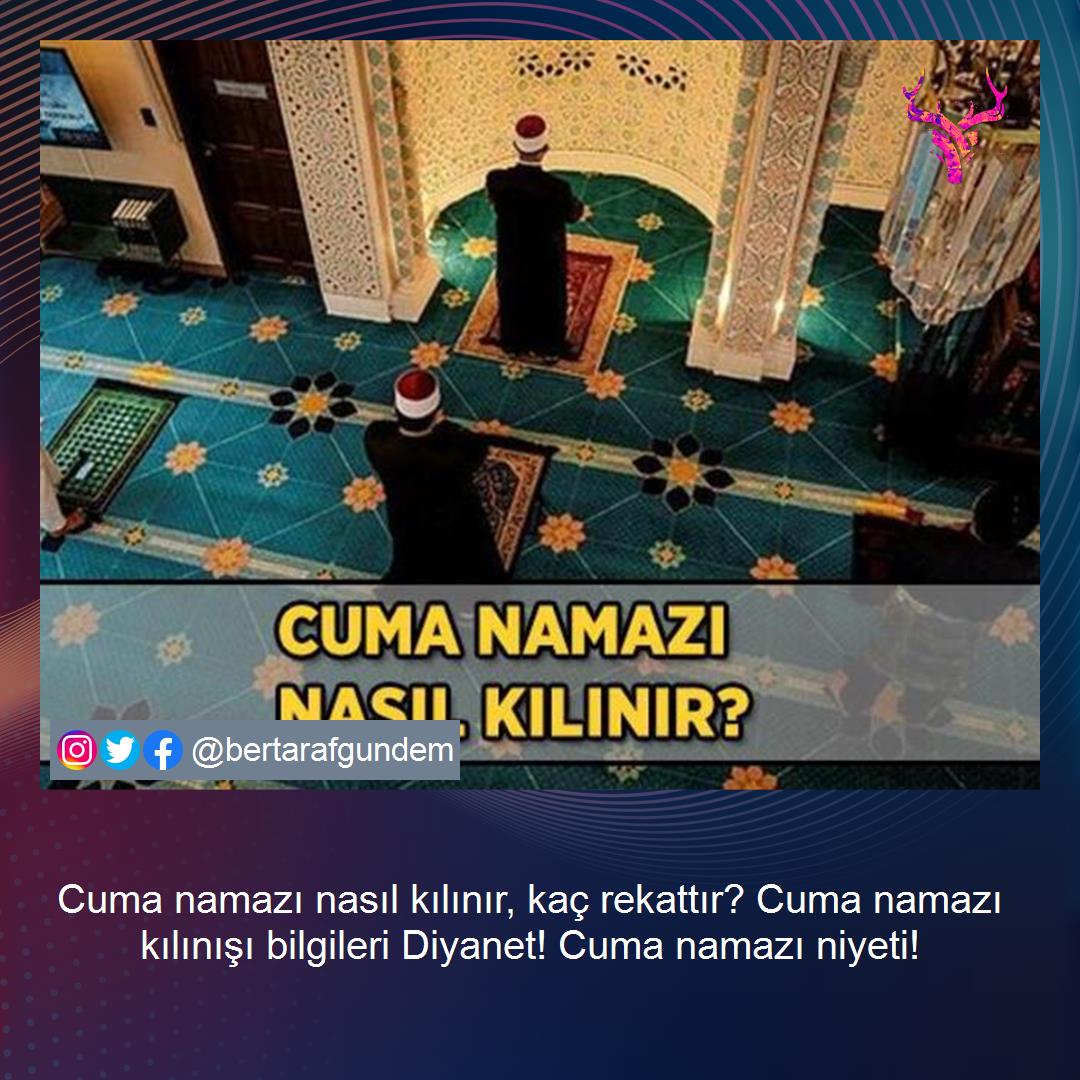 CUMA NAMAZI
NASIL KILINIR?
@bertarafgundem
Cuma namazı nasıl kılınır, kaç rekattır? Cuma namazı
kılınışı bilgileri Diyanet! Cuma namazı niyeti!